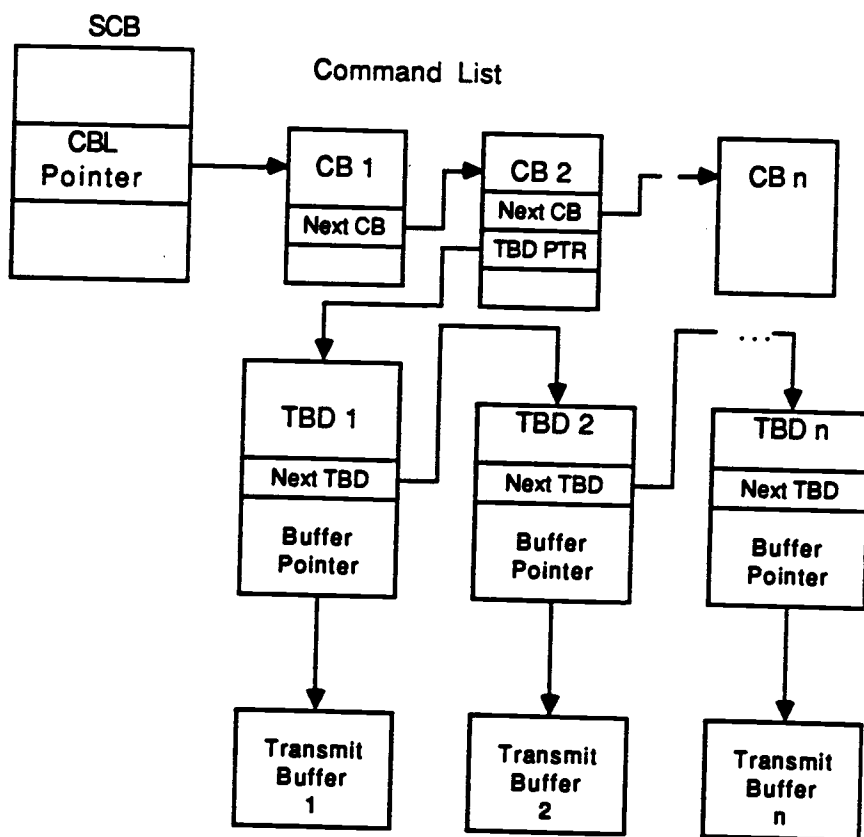 SCB
Command List
CBL
Pointer
CB 1
Next CB
CB 2
Next CB
TBD PTR
CB n
TBD 1
Next TBD
Buffer
Pointer
TBD 2
Next TBD
Buffer
Pointer
...
TBD n
Next TBD
Buffer
Pointer
Transmit
Buffer
1
Transmit
Buffer
2
Transmit
Buffer
n